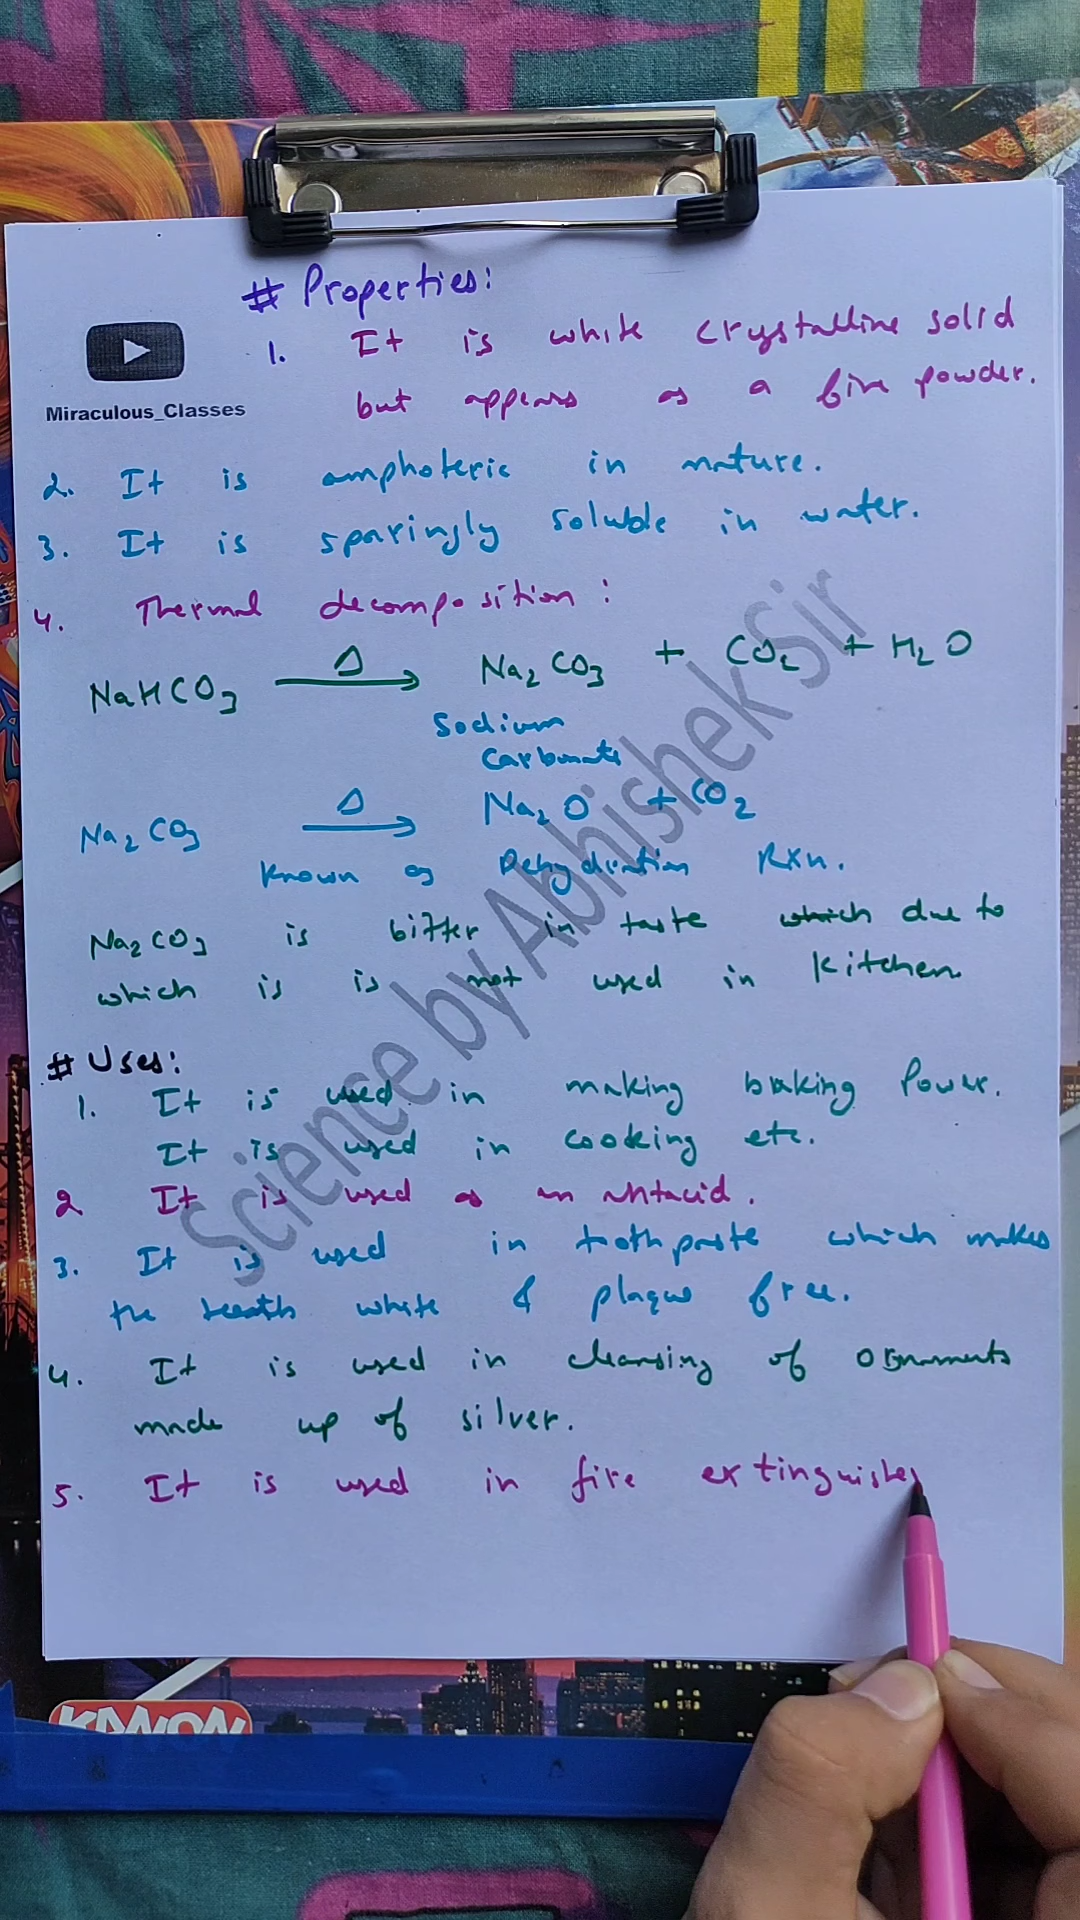 # Properties:
1. It is white crystalline solid
but appears as a fine powder.
Miraculous_Classes
2. It is amphoteric in nature.
3. It is sparingly soluble in water.
4. Thermal decomposition:
NaHCO3 Δ→ Na2CO3 + CO2 + H2O
Sodium
Carbonate
Na2CO3 Δ→ Na2O + CO2
Known as Dehydration Rxn.
Na2CO3 is bitter in taste which due to
which is is not used in kitchen.
# Uses:
1. It is used in making baking Power.
It is used in cooking etc.
2 It is used as an Antacid.
3. It is used in toothpaste which makes
the teeth white & plaque free.
4. It is used in cleansing of ornaments
made up of silver.
5. It is used in fire extinguisher
Science by Abhishek Sir
KIWON